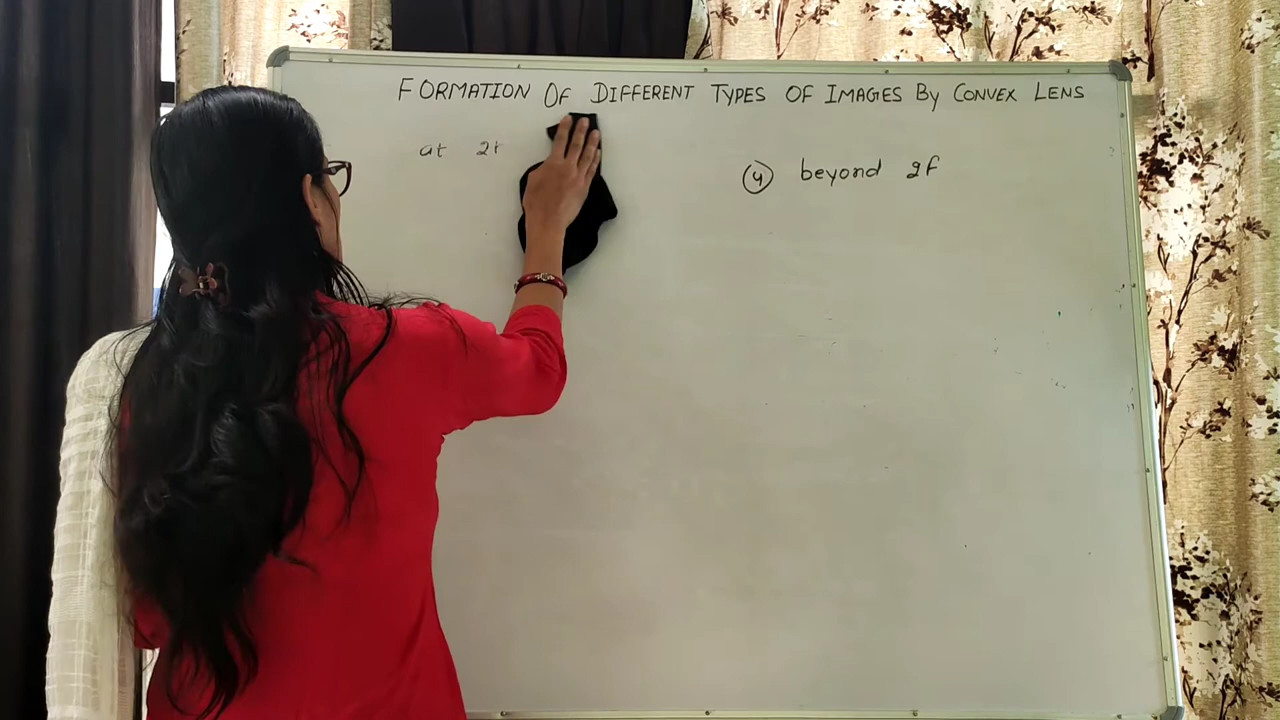 FORMATION OF DIFFERENT TYPES OF IMAGES BY CONVEX LENS
at 2f
④ beyond 2f